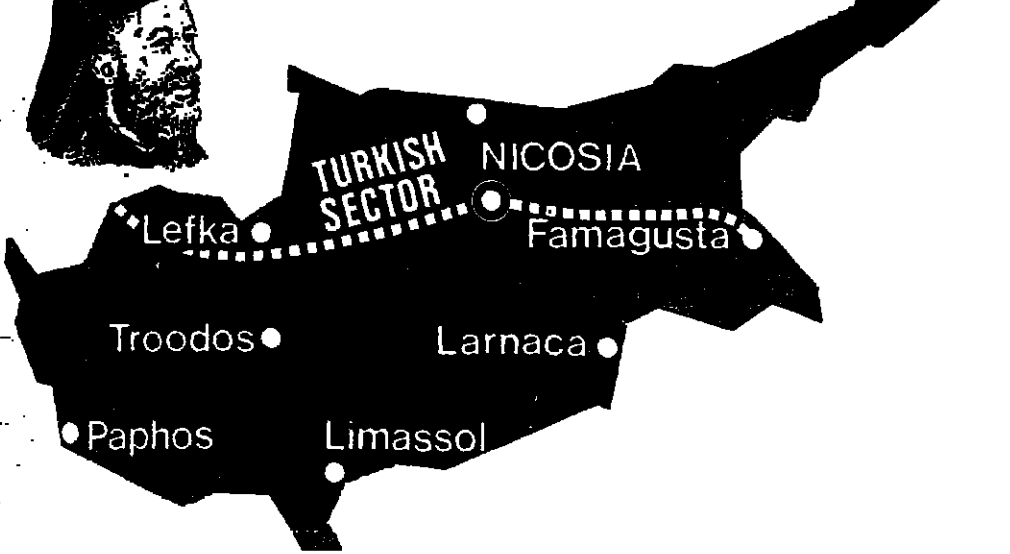 TURKISH
SECTOR
NICOSIA
Lefka
Famagusta
Troodos
Larnaca
Paphos
Limassol